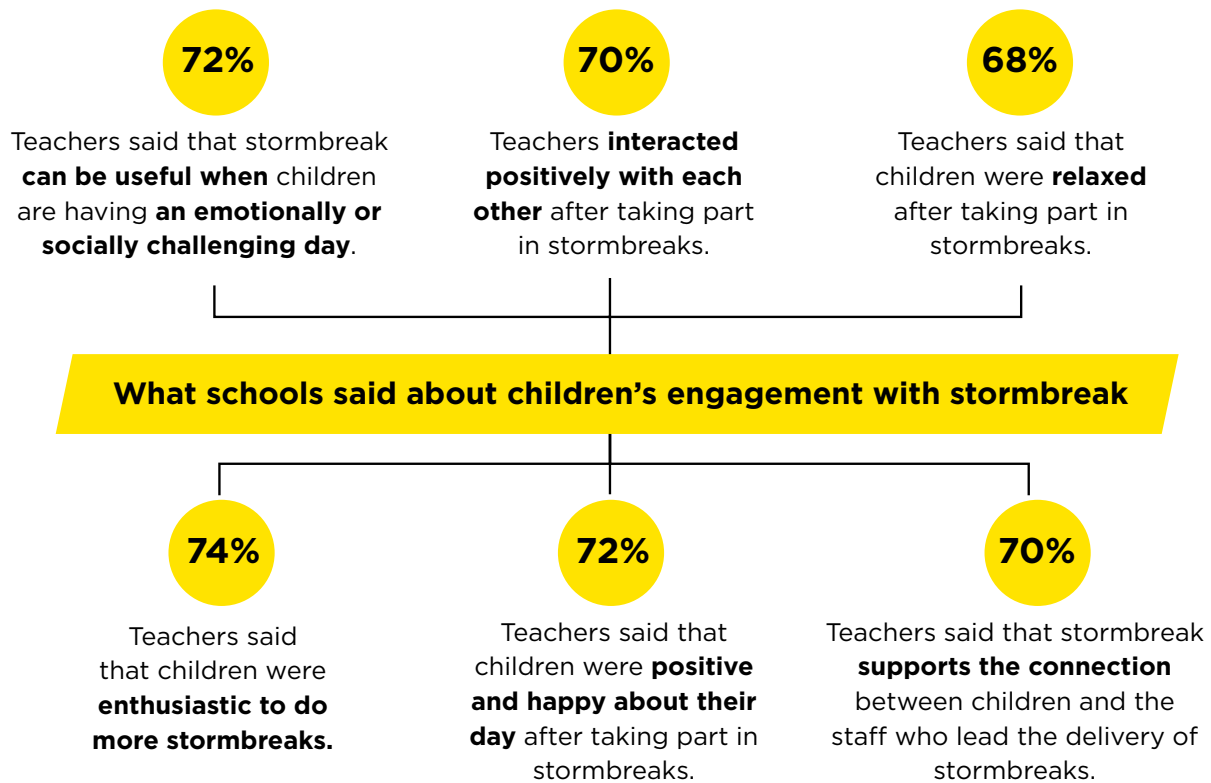 72%
Teachers said that stormbreak
can be useful when children
are having an emotionally or
socially challenging day.
70%
Teachers interacted
positively with each
other after taking part
in stormbreaks.
68%
Teachers said that
children were relaxed
after taking part in
stormbreaks.
What schools said about children’s engagement with stormbreak
74%
Teachers said
that children were
enthusiastic to do
more stormbreaks.
72%
Teachers said that
children were positive
and happy about their
day after taking part in
stormbreaks.
70%
Teachers said that stormbreak
supports the connection
between children and the
staff who lead the delivery of
stormbreaks.